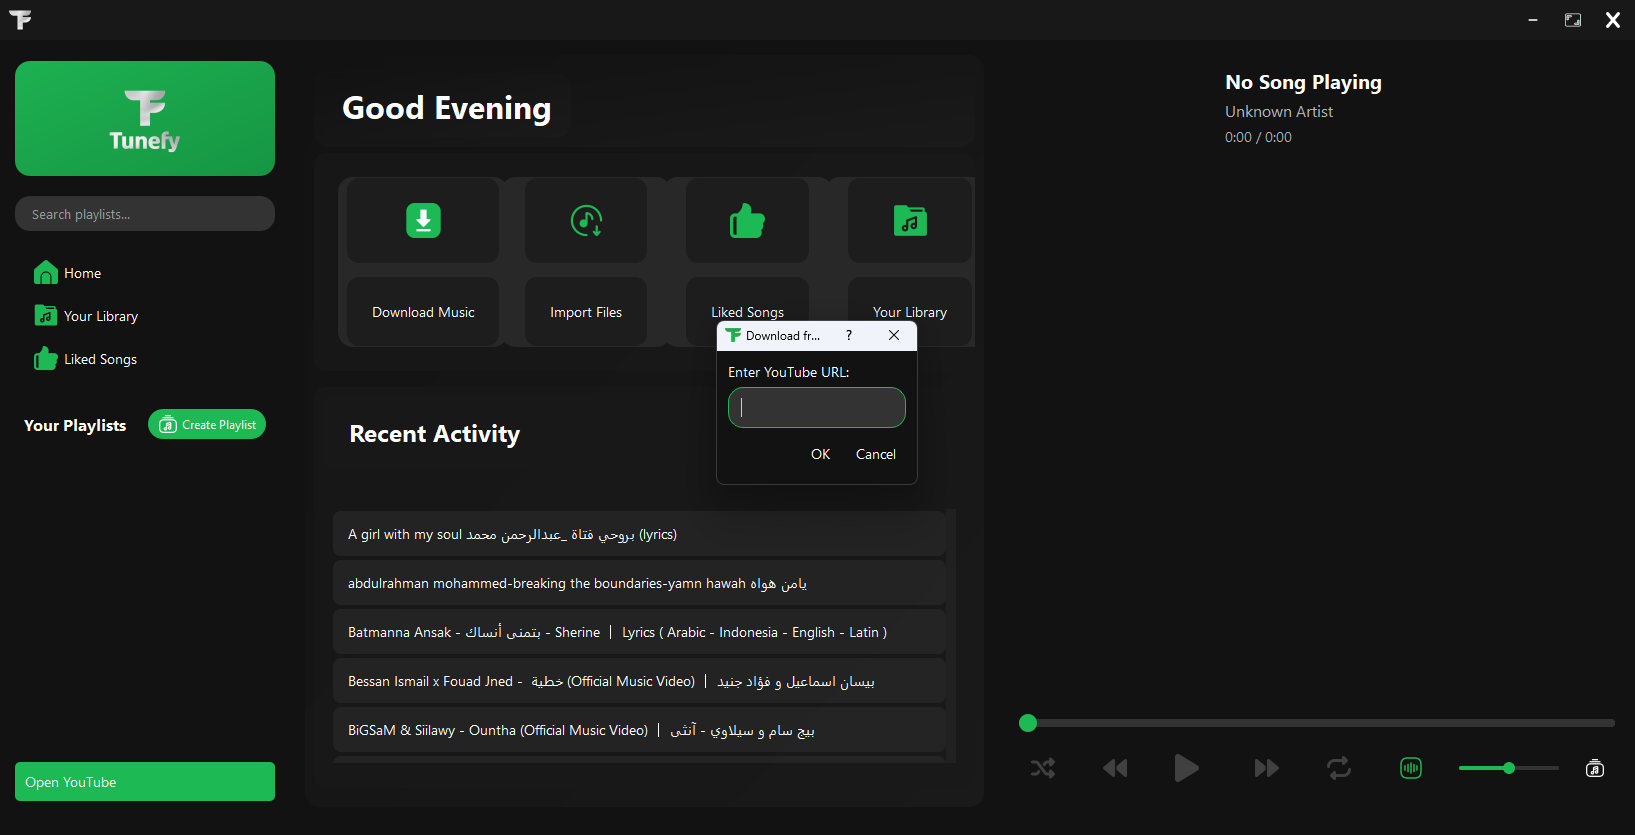 Tunefy
Search playlists...
Home
Your Library
Liked Songs
Your Playlists
Create Playlist
Open YouTube
Good Evening
Download Music
Import Files
Liked Songs
Your Library
Download fr... ?
Enter YouTube URL:
OK
Cancel
Recent Activity
A girl with my soul بروحي فتاة _عبدالرحمن محمد (lyrics)
abdulrahman mohammed-breaking the boundaries-yamn hawah يامن هواه
Batmanna Ansak - بتمنى أنساك - Sherine | Lyrics ( Arabic - Indonesia - English - Latin )
Bessan Ismail x Fouad Jned - خطية (Official Music Video) | بيسان اسماعيل و فؤاد جنيد
BiGSaM & Siilawy - Ountha (Official Music Video) | بيج سام و سيلاوي - آنثى
No Song Playing
Unknown Artist
0:00 / 0:00